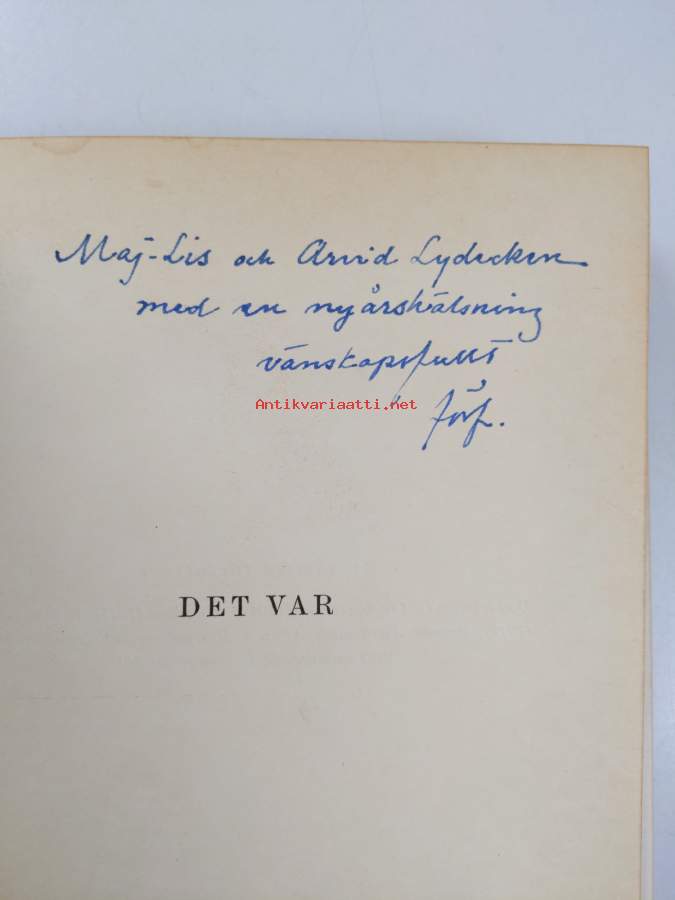 Maj-Lis och Arvid Lydecken
med en nyårshälsning
vänskapsfullt
Antikvariaatti.net
förf.
DET VAR